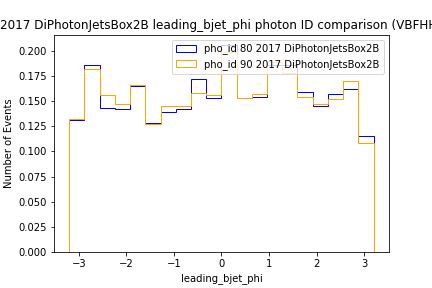 2017 DiPhotonJetsBox2B leading_bjet_phi photon ID comparison (VBFHH
pho_id 80 2017 DiPhotonJetsBox2B
pho_id 90 2017 DiPhotonJetsBox2B
Number of Events
0.200
0.175
0.150
0.125
0.100
0.075
0.050
0.025
0.000
−3 −2 −1 0 1 2 3
leading_bjet_phi